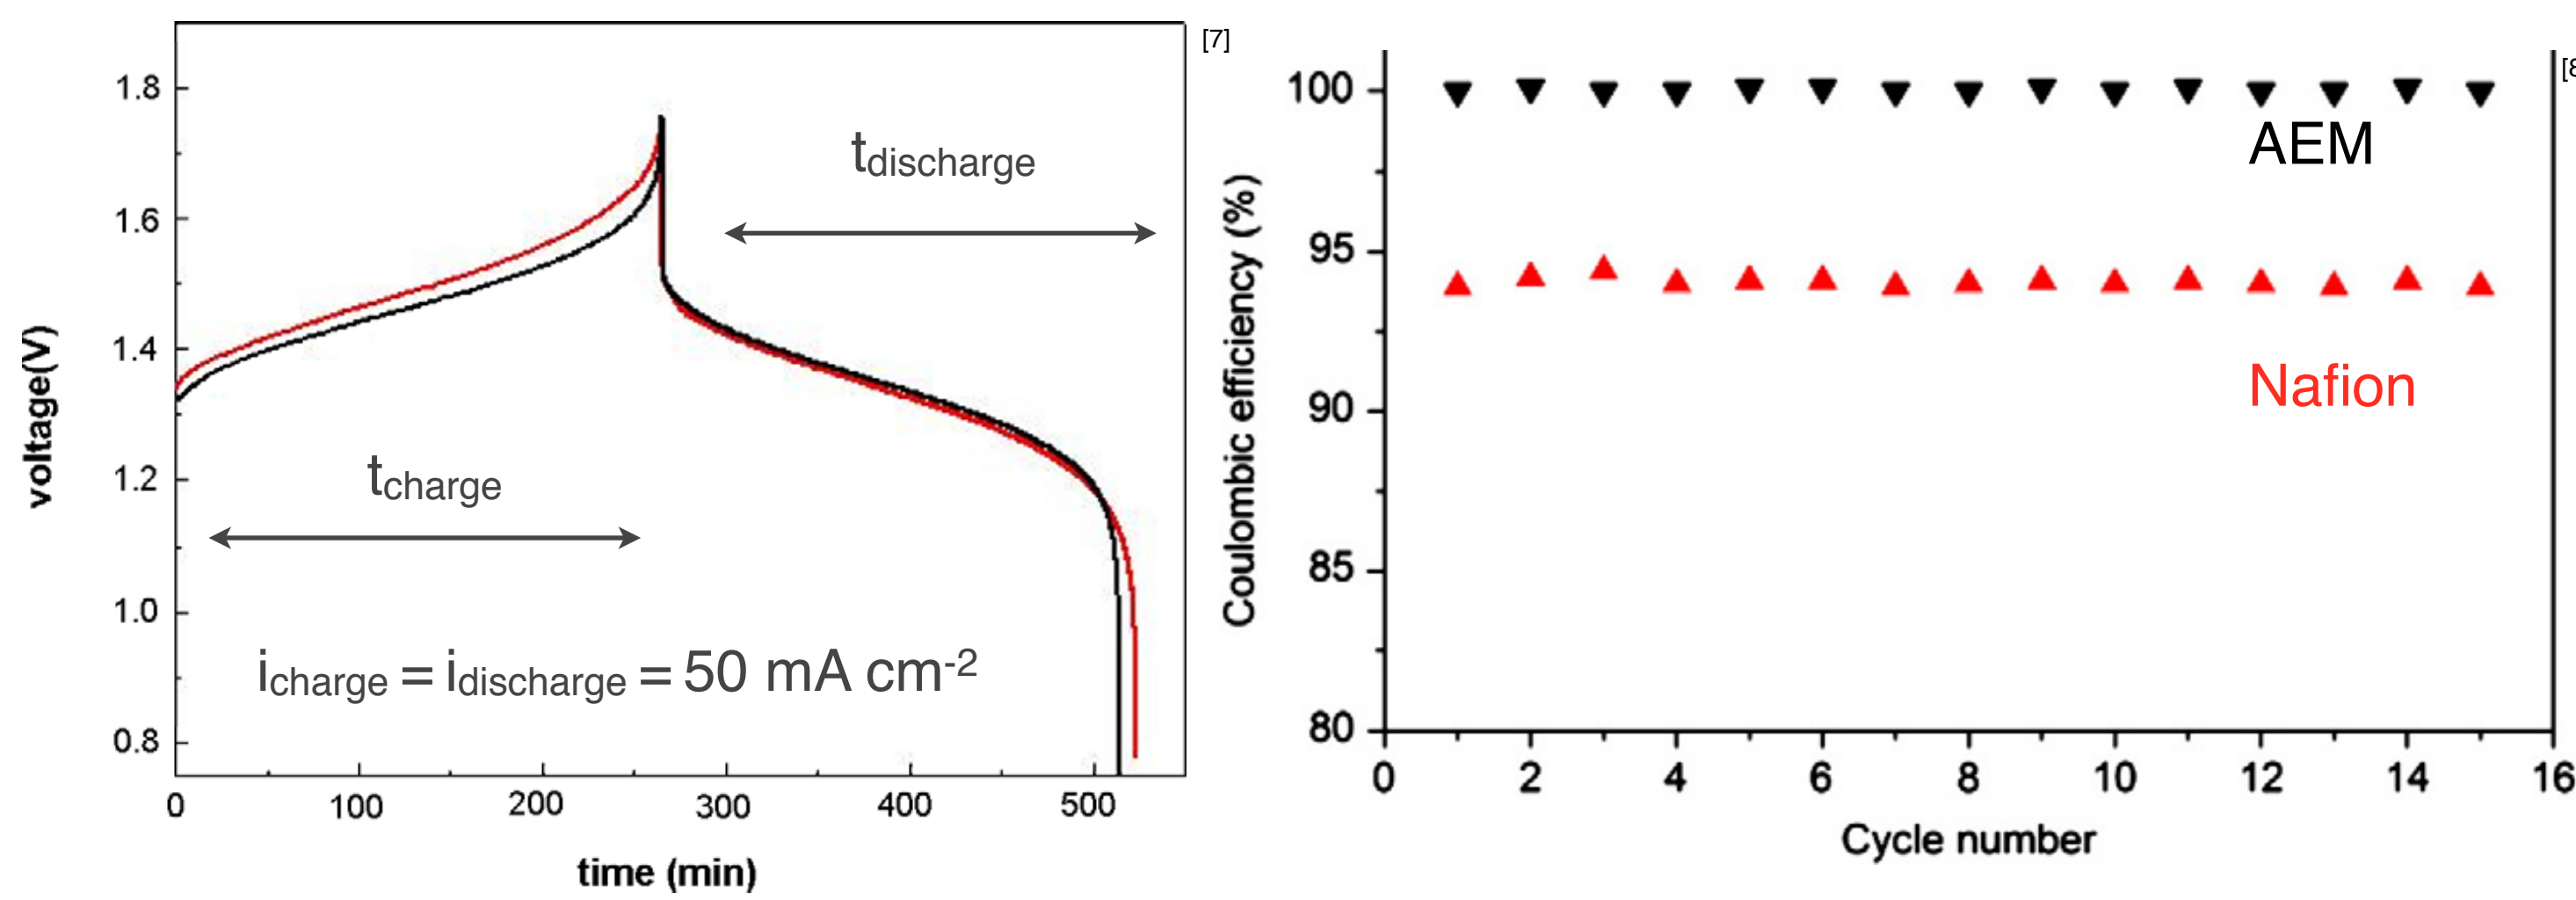 [7]
voltage(V)
1.8
1.6
1.4
1.2
1.0
0.8
tdischarge
tcharge
icharge = idischarge = 50 mA cm-2
0 100 200 300 400 500
time (min)
Coulombic efficiency (%)
100
95
90
85
80
AEM
Nafion
0 2 4 6 8 10 12 14 16
Cycle number